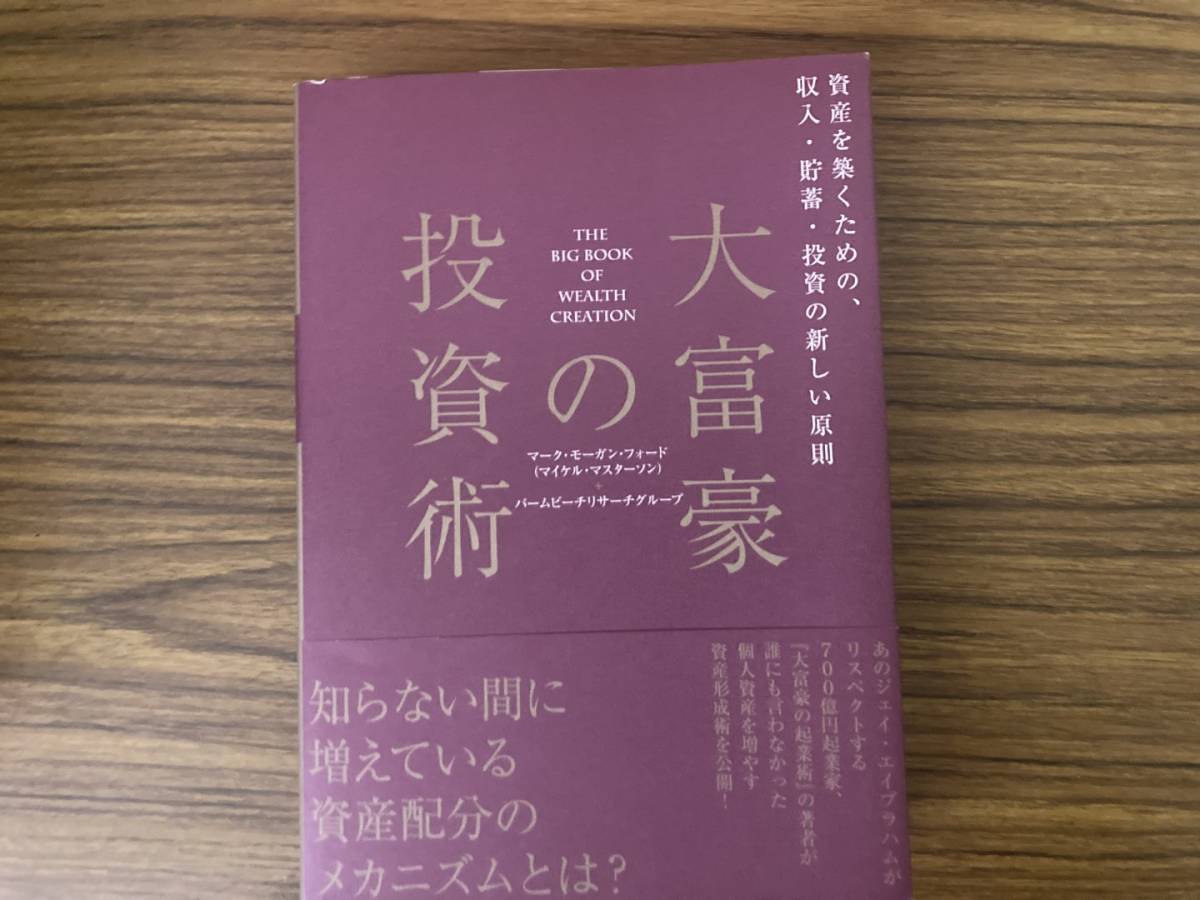 資産を築くための、
収入・貯蓄・投資の新しい原則
大富豪
の
投資術
THE
BIG BOOK
OF
WEALTH
CREATION
マーク・モーガン・フォード
(マイケル・マスターソン)
+
パームビーチリサーチグループ
あのジェイ・エイブラハムが
リスペクトする
700億円起業家、
『大富豪の起業術』の著者が
誰にも言わなかった
個人資産を増やす
資産形成術を公開!
知らない間に
増えている
資産配分の
メカニズムとは?